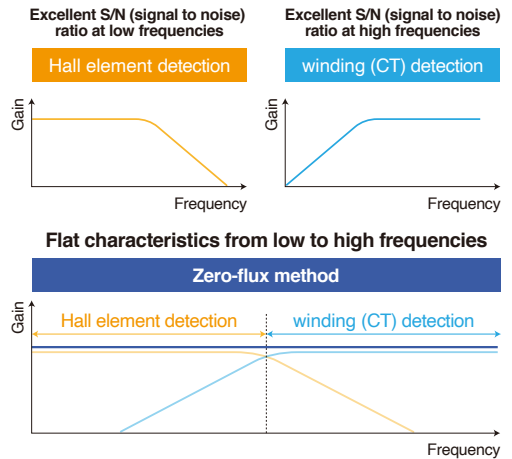 Excellent S/N (signal to noise)
ratio at low frequencies
Hall element detection
Gain
Frequency
Excellent S/N (signal to noise)
ratio at high frequencies
winding (CT) detection
Gain
Frequency
Flat characteristics from low to high frequencies
Zero-flux method
Gain
Hall element detection
winding (CT) detection
Frequency